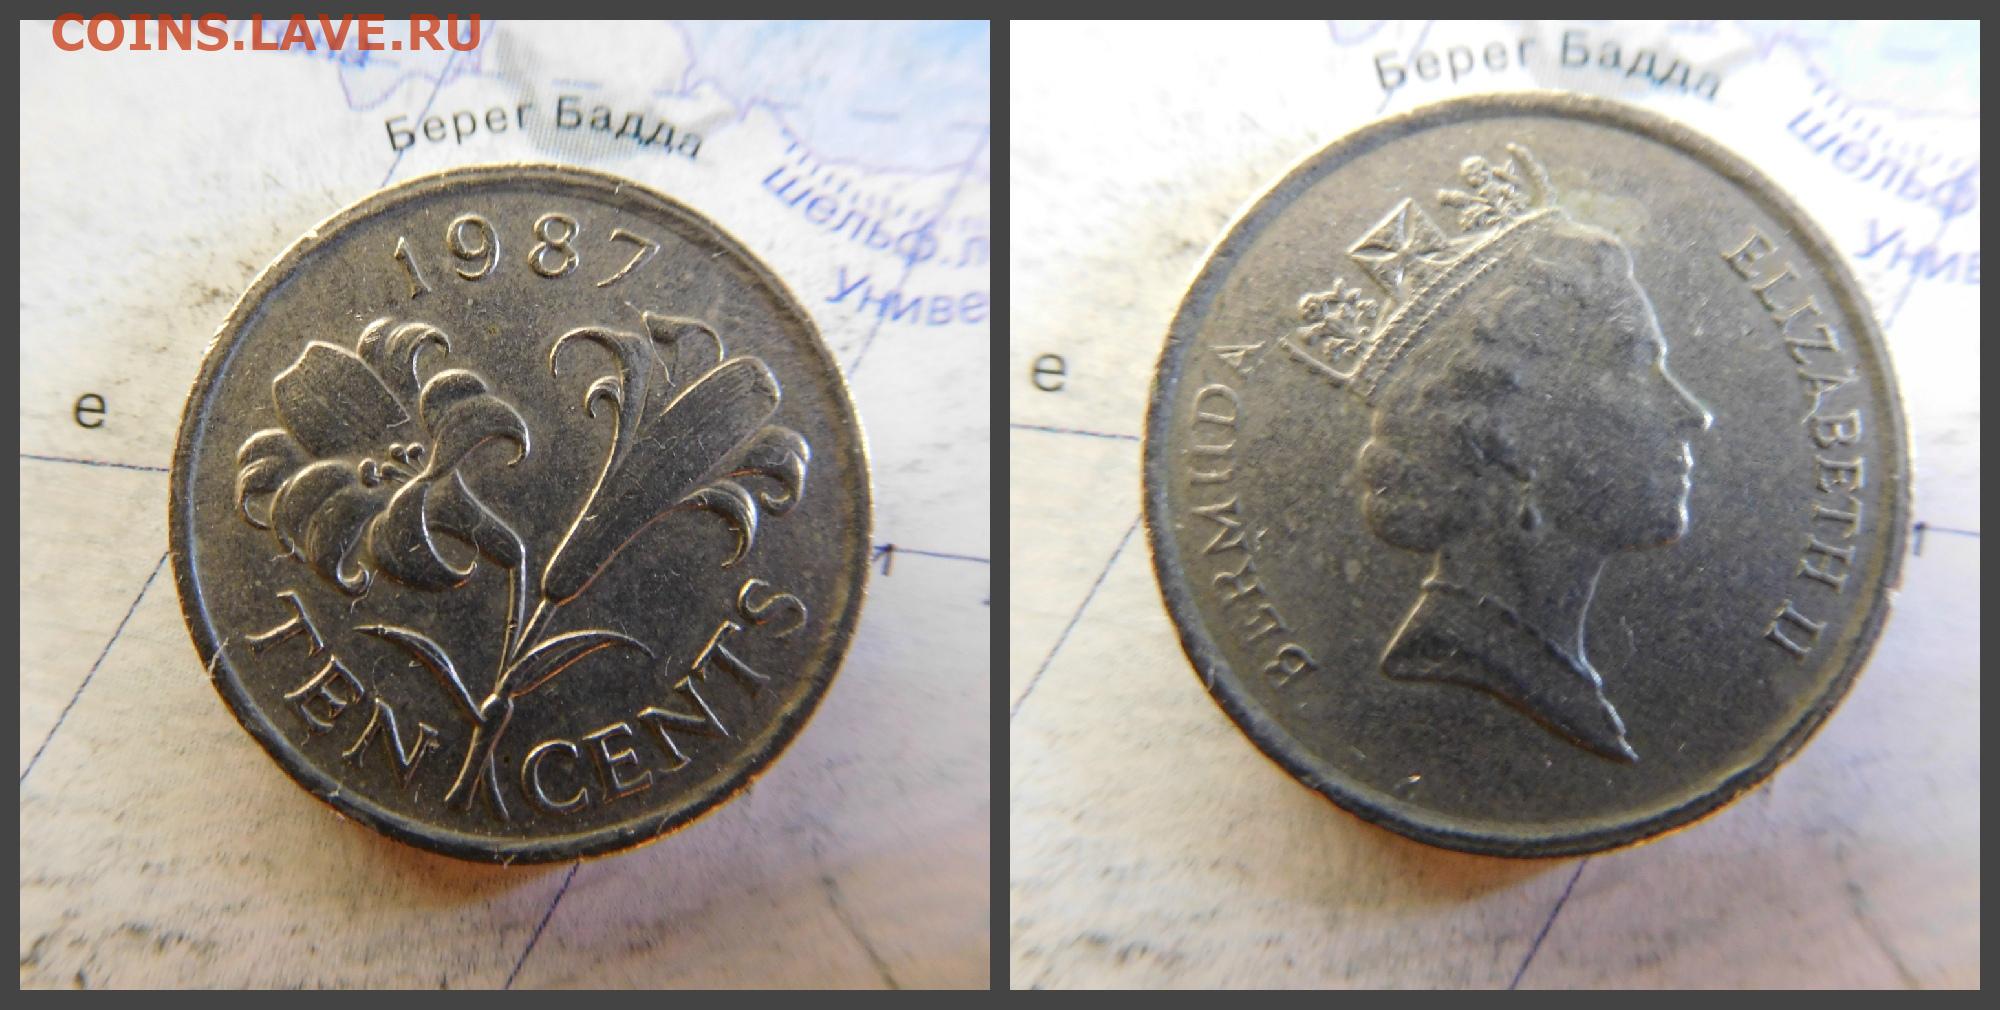 COINS.LAVE.RU
Берег Бадда
шельф.л
Униве
е
1987
TEN CENTS
Берег Бадда
шельф
Униве
е
BERMUDA
ELIZABETH II